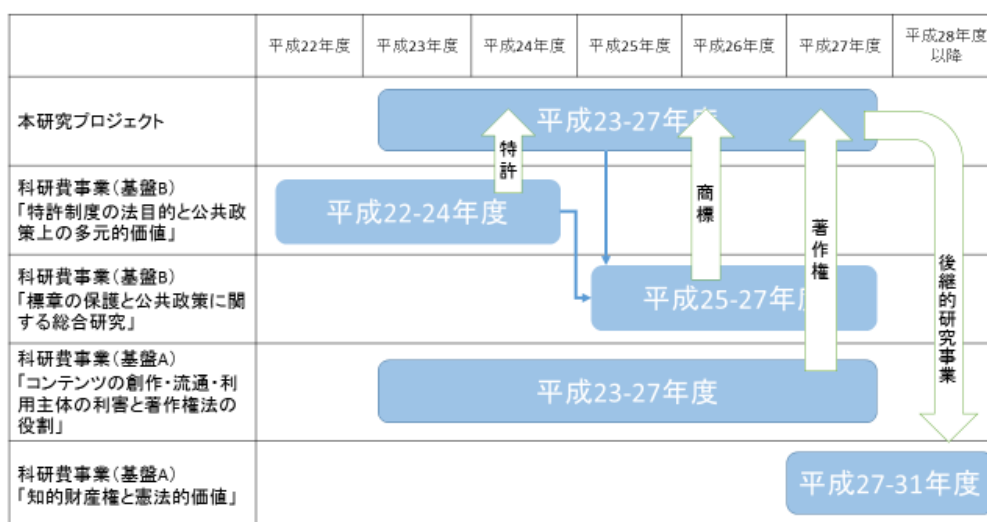 平成22年度 平成23年度 平成24年度 平成25年度 平成26年度 平成27年度 平成28年度
以降
本研究プロジェクト
平成23-27年度
特許
商標
著作権
後継的研究事業
科研費事業(基盤B)
「特許制度の法目的と公共政
策上の多元的価値」
平成22-24年度
科研費事業(基盤B)
「標章の保護と公共政策に関
する総合研究」
平成25-27年
科研費事業(基盤A)
「コンテンツの創作・流通・利
用主体の利害と著作権法の
役割」
平成23-27年度
科研費事業(基盤A)
「知的財産権と憲法的価値」
平成27-31年度